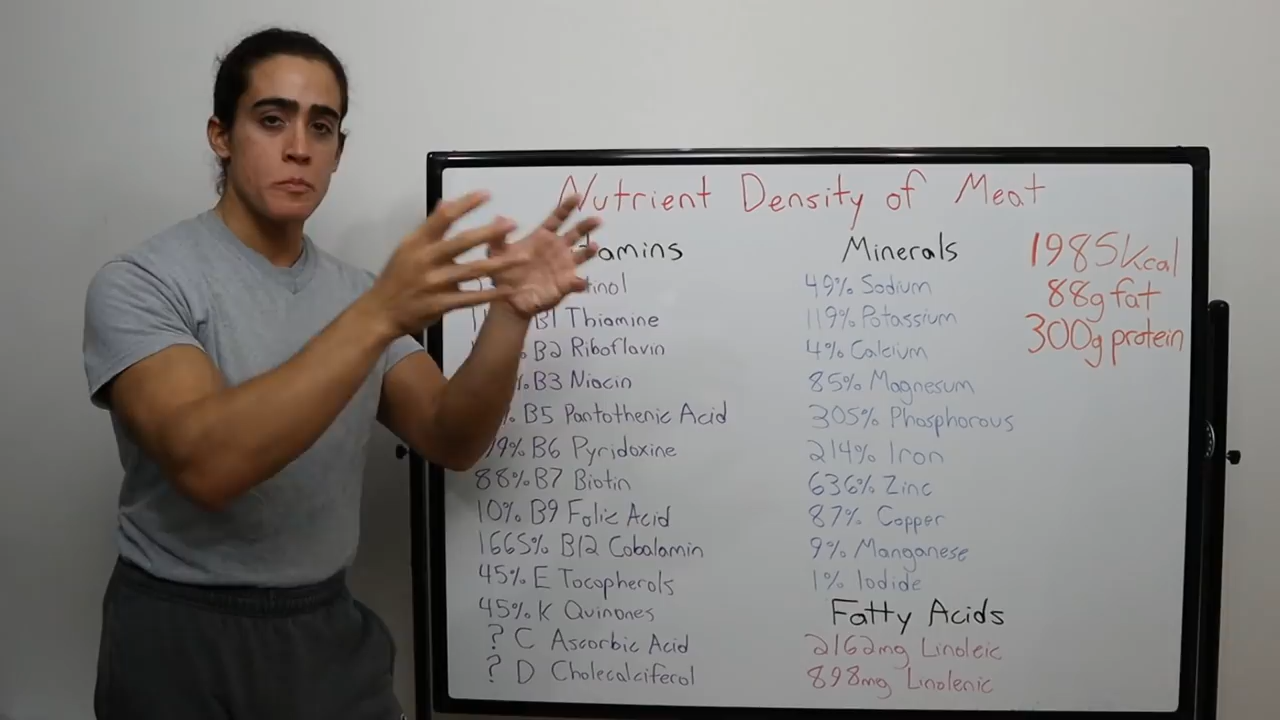 Nutrient Density of Meat
Minerals
49% Sodium
B1 Thiamine
119% Potassium
B2 Riboflavin
4% Calcium
B3 Niacin
85% Magnesum
B5 Pantothenic Acid
305% Phosphorous
B6 Pyridoxine
214% Iron
88% B7 Biotin
636% Zinc
10% B9 Folic Acid
87% Copper
1665% B12 Cobalamin
9% Manganese
45% E Tocopherols
1% Iodide
45% K Quinones
Fatty Acids
? C Ascorbic Acid
2162mg Linoleic
? D Cholecalciferol
898mg Linolenic
1985kcal
88g fat
300g protein